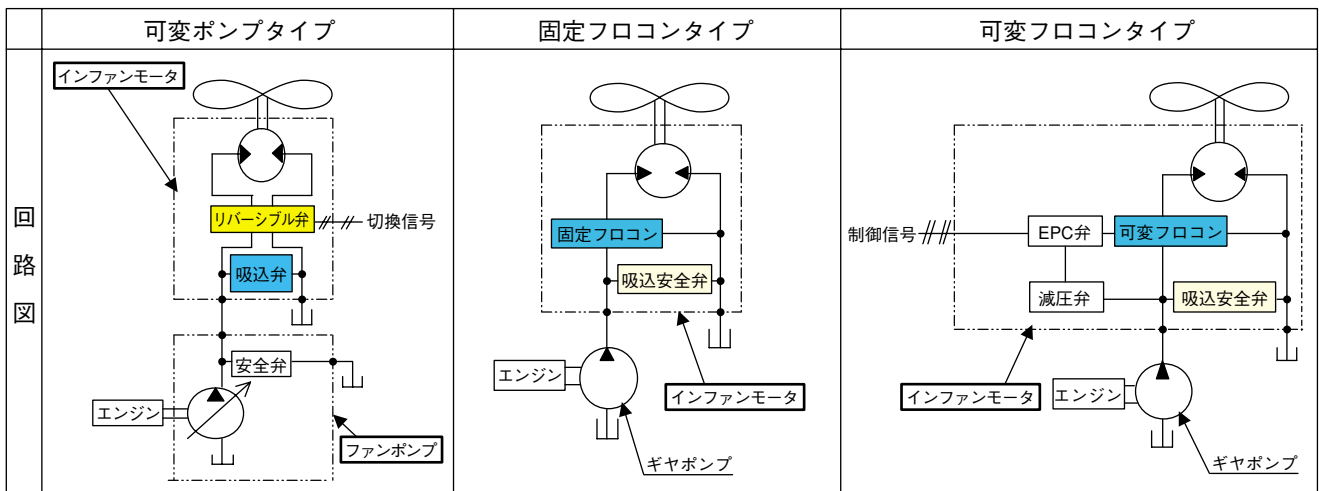 可変ポンプタイプ
固定フロコンタイプ
可変フロコンタイプ
回路図
インファンモータ
リバーシブル弁
切換信号
吸込弁
安全弁
エンジン
ファンポンプ
固定フロコン
吸込安全弁
エンジン
インファンモータ
ギヤポンプ
制御信号
EPC弁
可変フロコン
減圧弁
吸込安全弁
インファンモータ
エンジン
ギヤポンプ